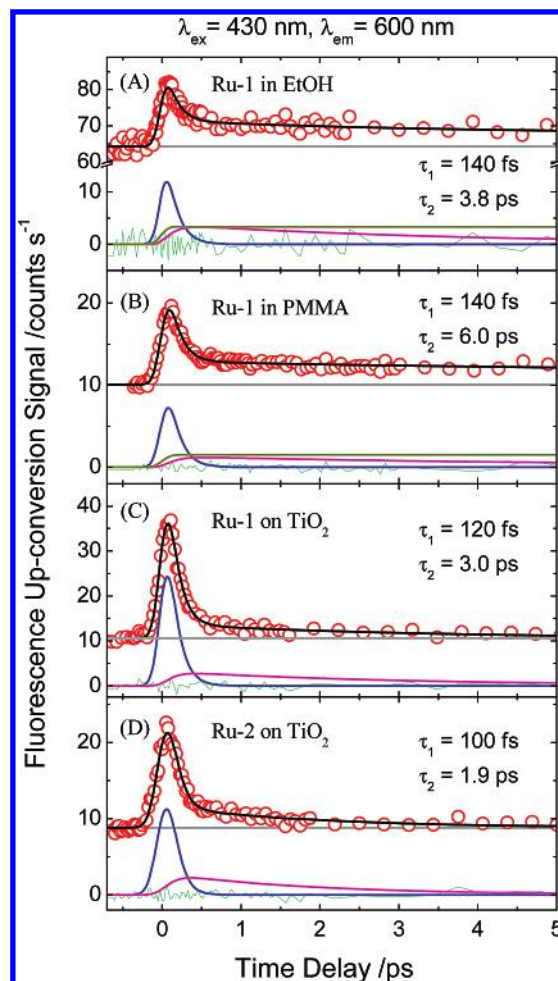 λex = 430 nm, λem = 600 nm
Fluorescence Up-conversion Signal /counts s⁻¹
(A) Ru-1 in EtOH
80
70
60
τ₁ = 140 fs
10
τ₂ = 3.8 ps
0
(B) Ru-1 in PMMA
20
τ₁ = 140 fs
τ₂ = 6.0 ps
10
0
(C) Ru-1 on TiO₂
40
τ₁ = 120 fs
30
τ₂ = 3.0 ps
20
10
0
(D) Ru-2 on TiO₂
τ₁ = 100 fs
20
τ₂ = 1.9 ps
10
0
0 1 2 3 4 5
Time Delay /ps